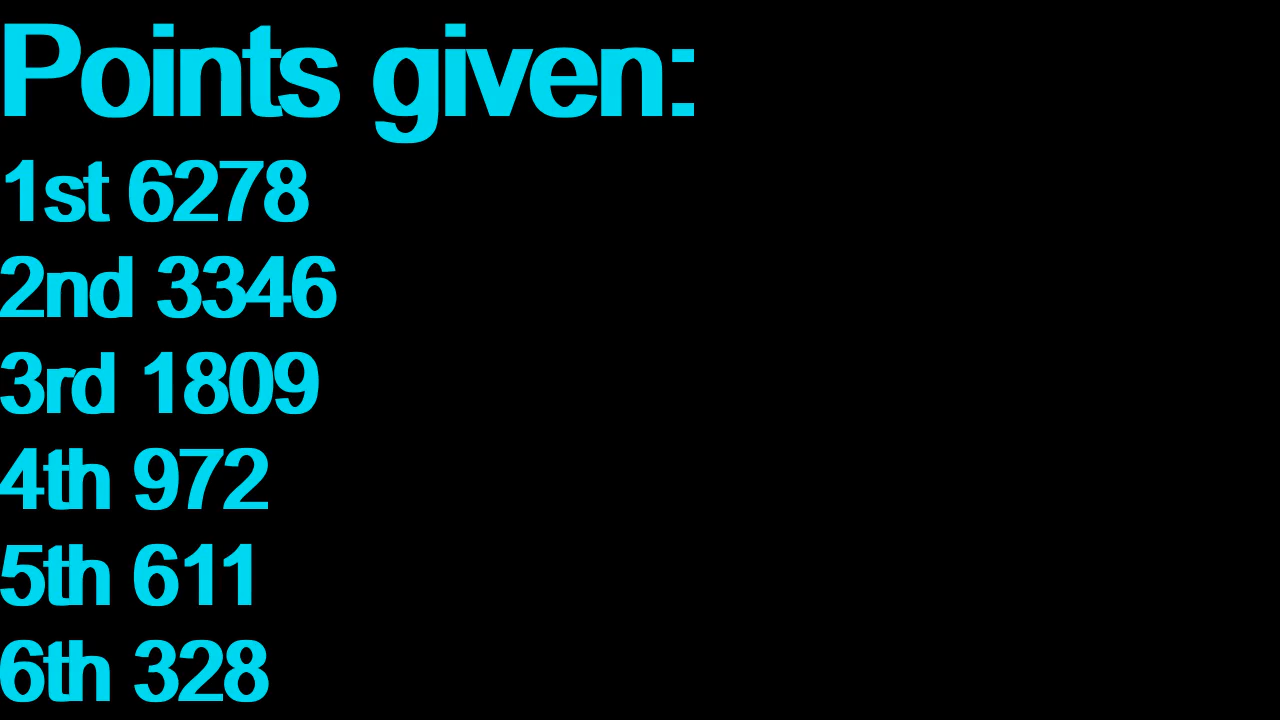 Points given:
1st 6278
2nd 3346
3rd 1809
4th 972
5th 611
6th 328